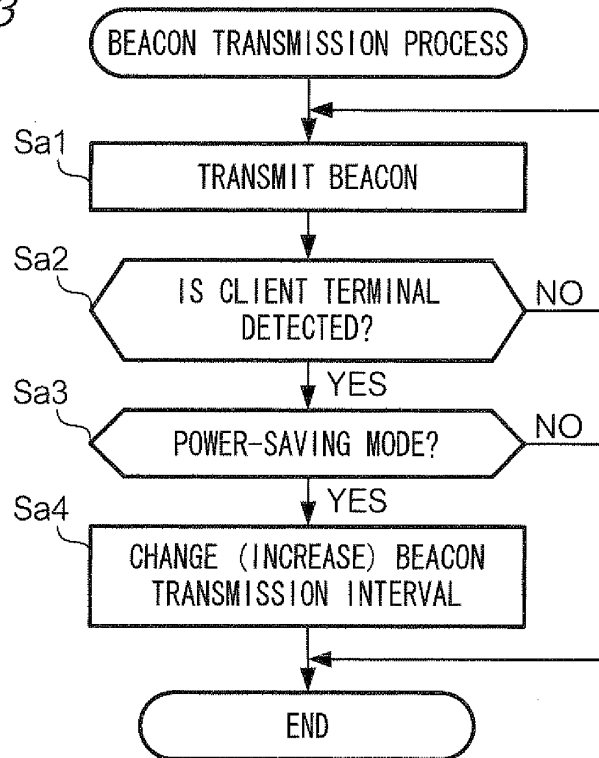 3
BEACON TRANSMISSION PROCESS
Sa1
TRANSMIT BEACON
Sa2
IS CLIENT TERMINAL
DETECTED?
NO
YES
Sa3
POWER-SAVING MODE?
NO
YES
Sa4
CHANGE (INCREASE) BEACON
TRANSMISSION INTERVAL
END